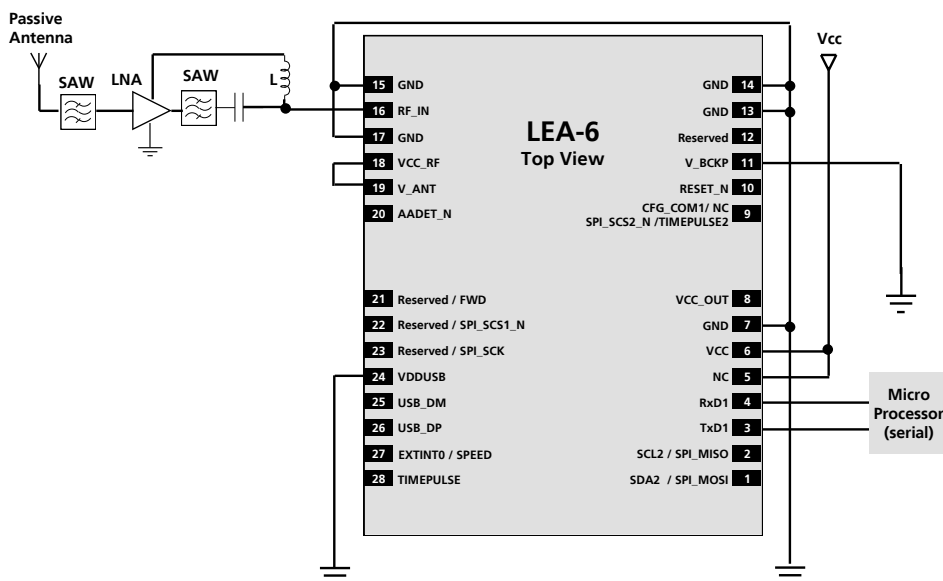 Passive
Antenna
SAW
LNA
SAW
L
Vcc
LEA-6
Top View
15 GND
16 RF_IN
17 GND
18 VCC_RF
19 V_ANT
20 AADET_N
21 Reserved / FWD
22 Reserved / SPI_SCS1_N
23 Reserved / SPI_SCK
24 VDDUSB
25 USB_DM
26 USB_DP
27 EXTINT0 / SPEED
28 TIMEPULSE
GND 14
GND 13
Reserved 12
V_BCKP 11
RESET_N 10
CFG_COM1/ NC
SPI_SCS2_N /TIMEPULSE2 9
VCC_OUT 8
GND 7
VCC 6
NC 5
RxD1 4
TxD1 3
SCL2 / SPI_MISO 2
SDA2 / SPI_MOSI 1
Micro
Processor
(serial)